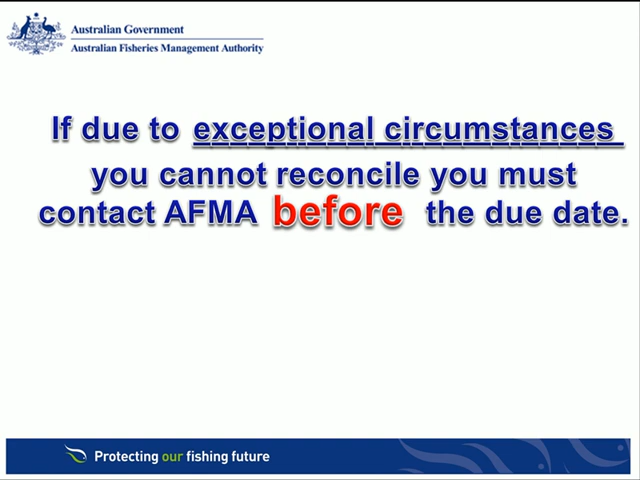 Australian Government
Australian Fisheries Management Authority
If due to exceptional circumstances
you cannot reconcile you must
contact AFMA before the due date.
Protecting our fishing future